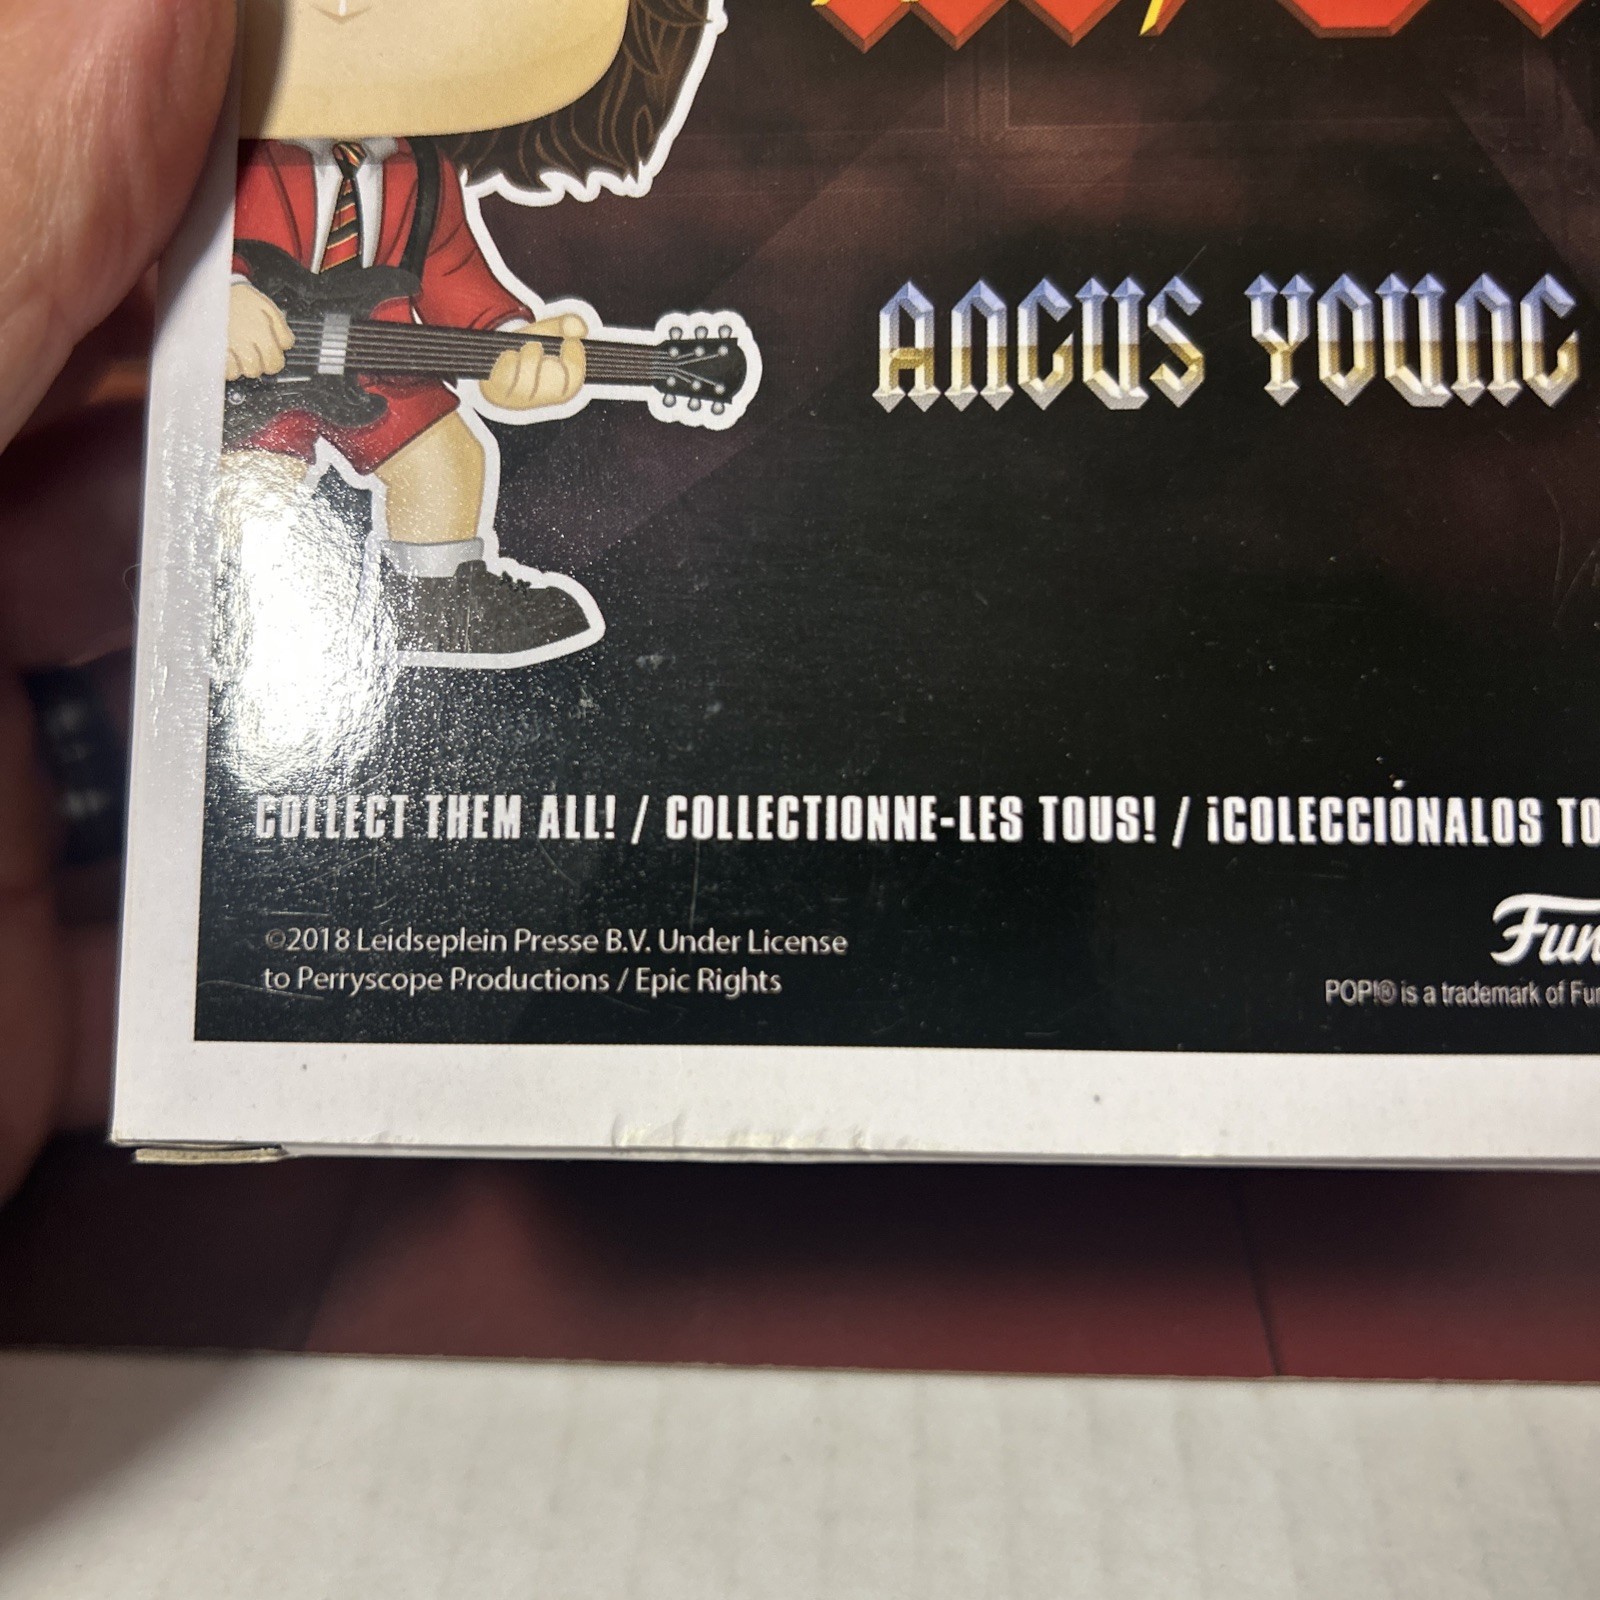 ANGUS YOUNG
COLLECT THEM ALL! / COLLECTIONNE-LES TOUS! / ¡COLECCIÓNALOS
©2018 Leidseplein Presse B.V. Under License
to Perryscope Productions / Epic Rights
POP!® is a trademark of